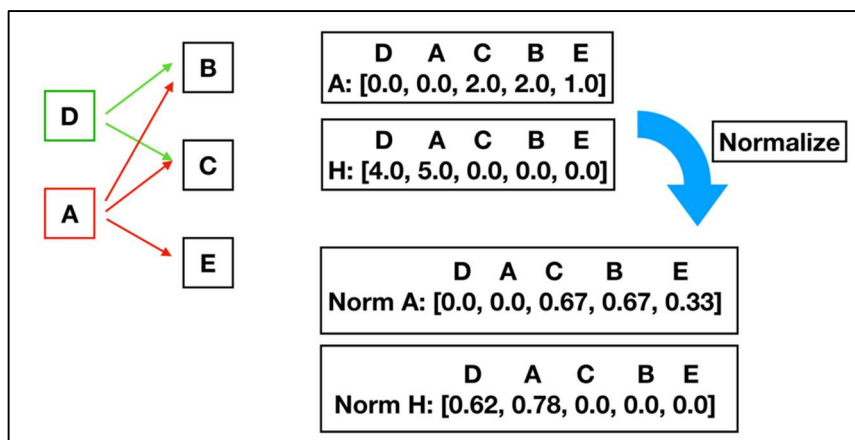 B
D
C
A
E
D A C B E
A: [0.0, 0.0, 2.0, 2.0, 1.0]
D A C B E
H: [4.0, 5.0, 0.0, 0.0, 0.0]
Normalize
D A C B E
Norm A: [0.0, 0.0, 0.67, 0.67, 0.33]
D A C B E
Norm H: [0.62, 0.78, 0.0, 0.0, 0.0]